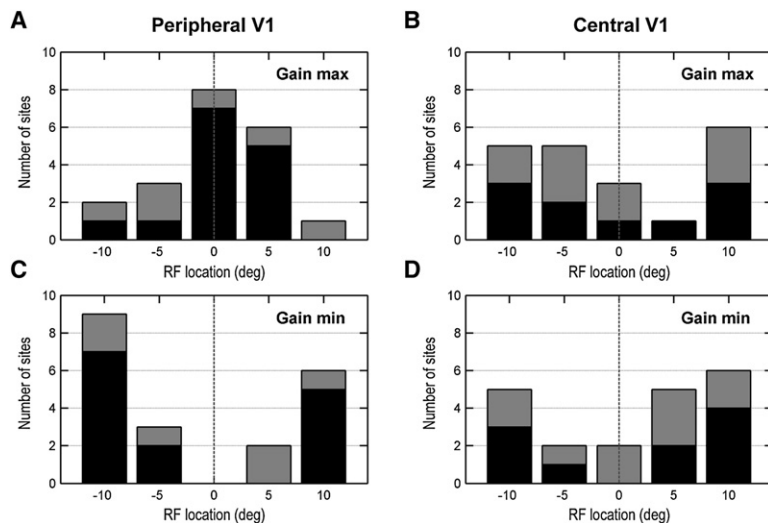 A
Peripheral V1
B
Central V1
Gain max
Number of sites
10
8
6
4
2
0
-10 -5 0 5 10
RF location (deg)
Gain max
Number of sites
10
8
6
4
2
0
-10 -5 0 5 10
RF location (deg)
C
Gain min
Number of sites
10
8
6
4
2
0
-10 -5 0 5 10
RF location (deg)
D
Gain min
Number of sites
10
8
6
4
2
0
-10 -5 0 5 10
RF location (deg)